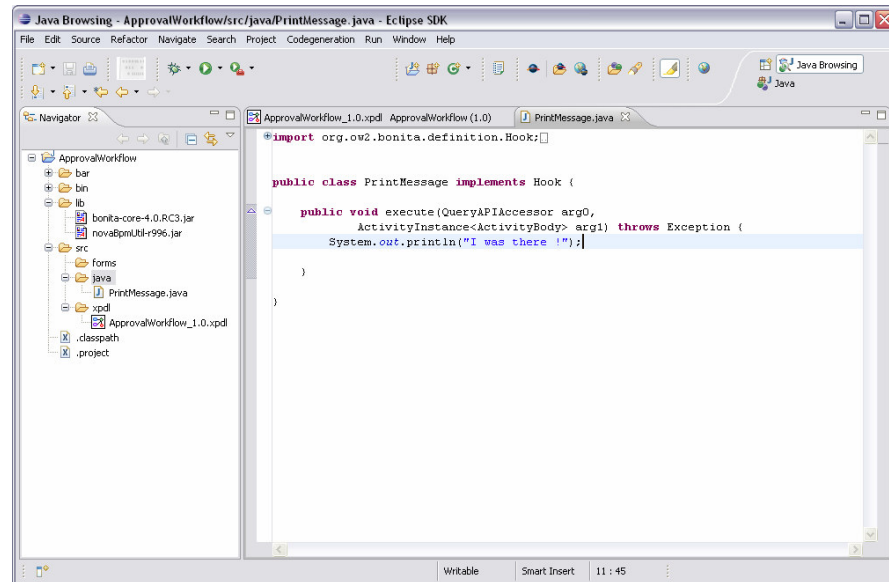 Java Browsing - ApprovalWorkflow/src/java/PrintMessage.java - Eclipse SDK
File Edit Source Refactor Navigate Search Project Codegeneration Run Window Help
Java Browsing
Java
Navigator
ApprovalWorkflow
bar
bin
lib
bonita-core-4.0.RC3.jar
novaBpmUtil-r996.jar
src
forms
java
PrintMessage.java
xpdl
ApprovalWorkflow_1.0.xpdl
.classpath
.project
ApprovalWorkflow_1.0.xpdl ApprovalWorkflow (1.0) PrintMessage.java
import org.ow2.bonita.definition.Hook;
public class PrintMessage implements Hook {
public void execute(QueryAPIAccessor arg0,
ActivityInstance<ActivityBody> arg1) throws Exception {
System.out.println("I was there !");
}
}
Writable Smart Insert 11 : 45